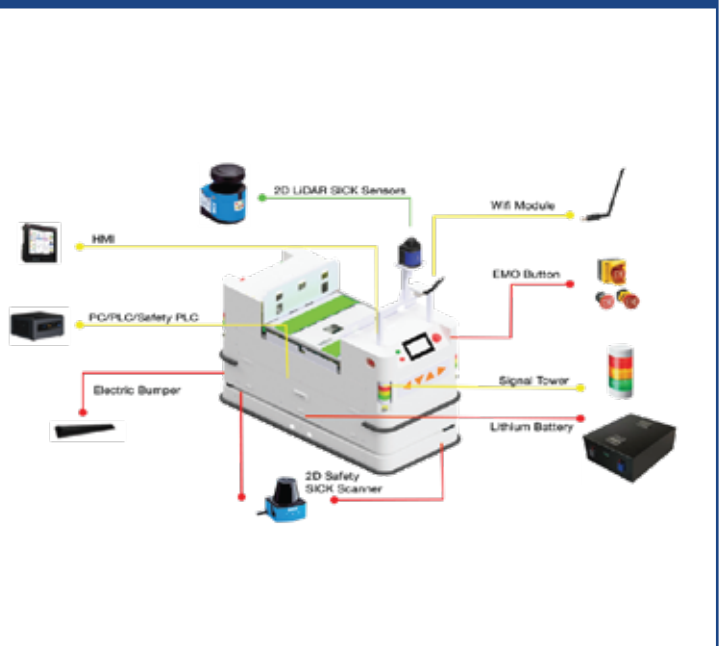 2D LiDAR SICK Sensors
Wifi Module
HMI
EMO Button
PC/PLC/Safety PLC
Signal Tower
Electric Bumper
Lithium Battery
2D Safety
SICK Scanner